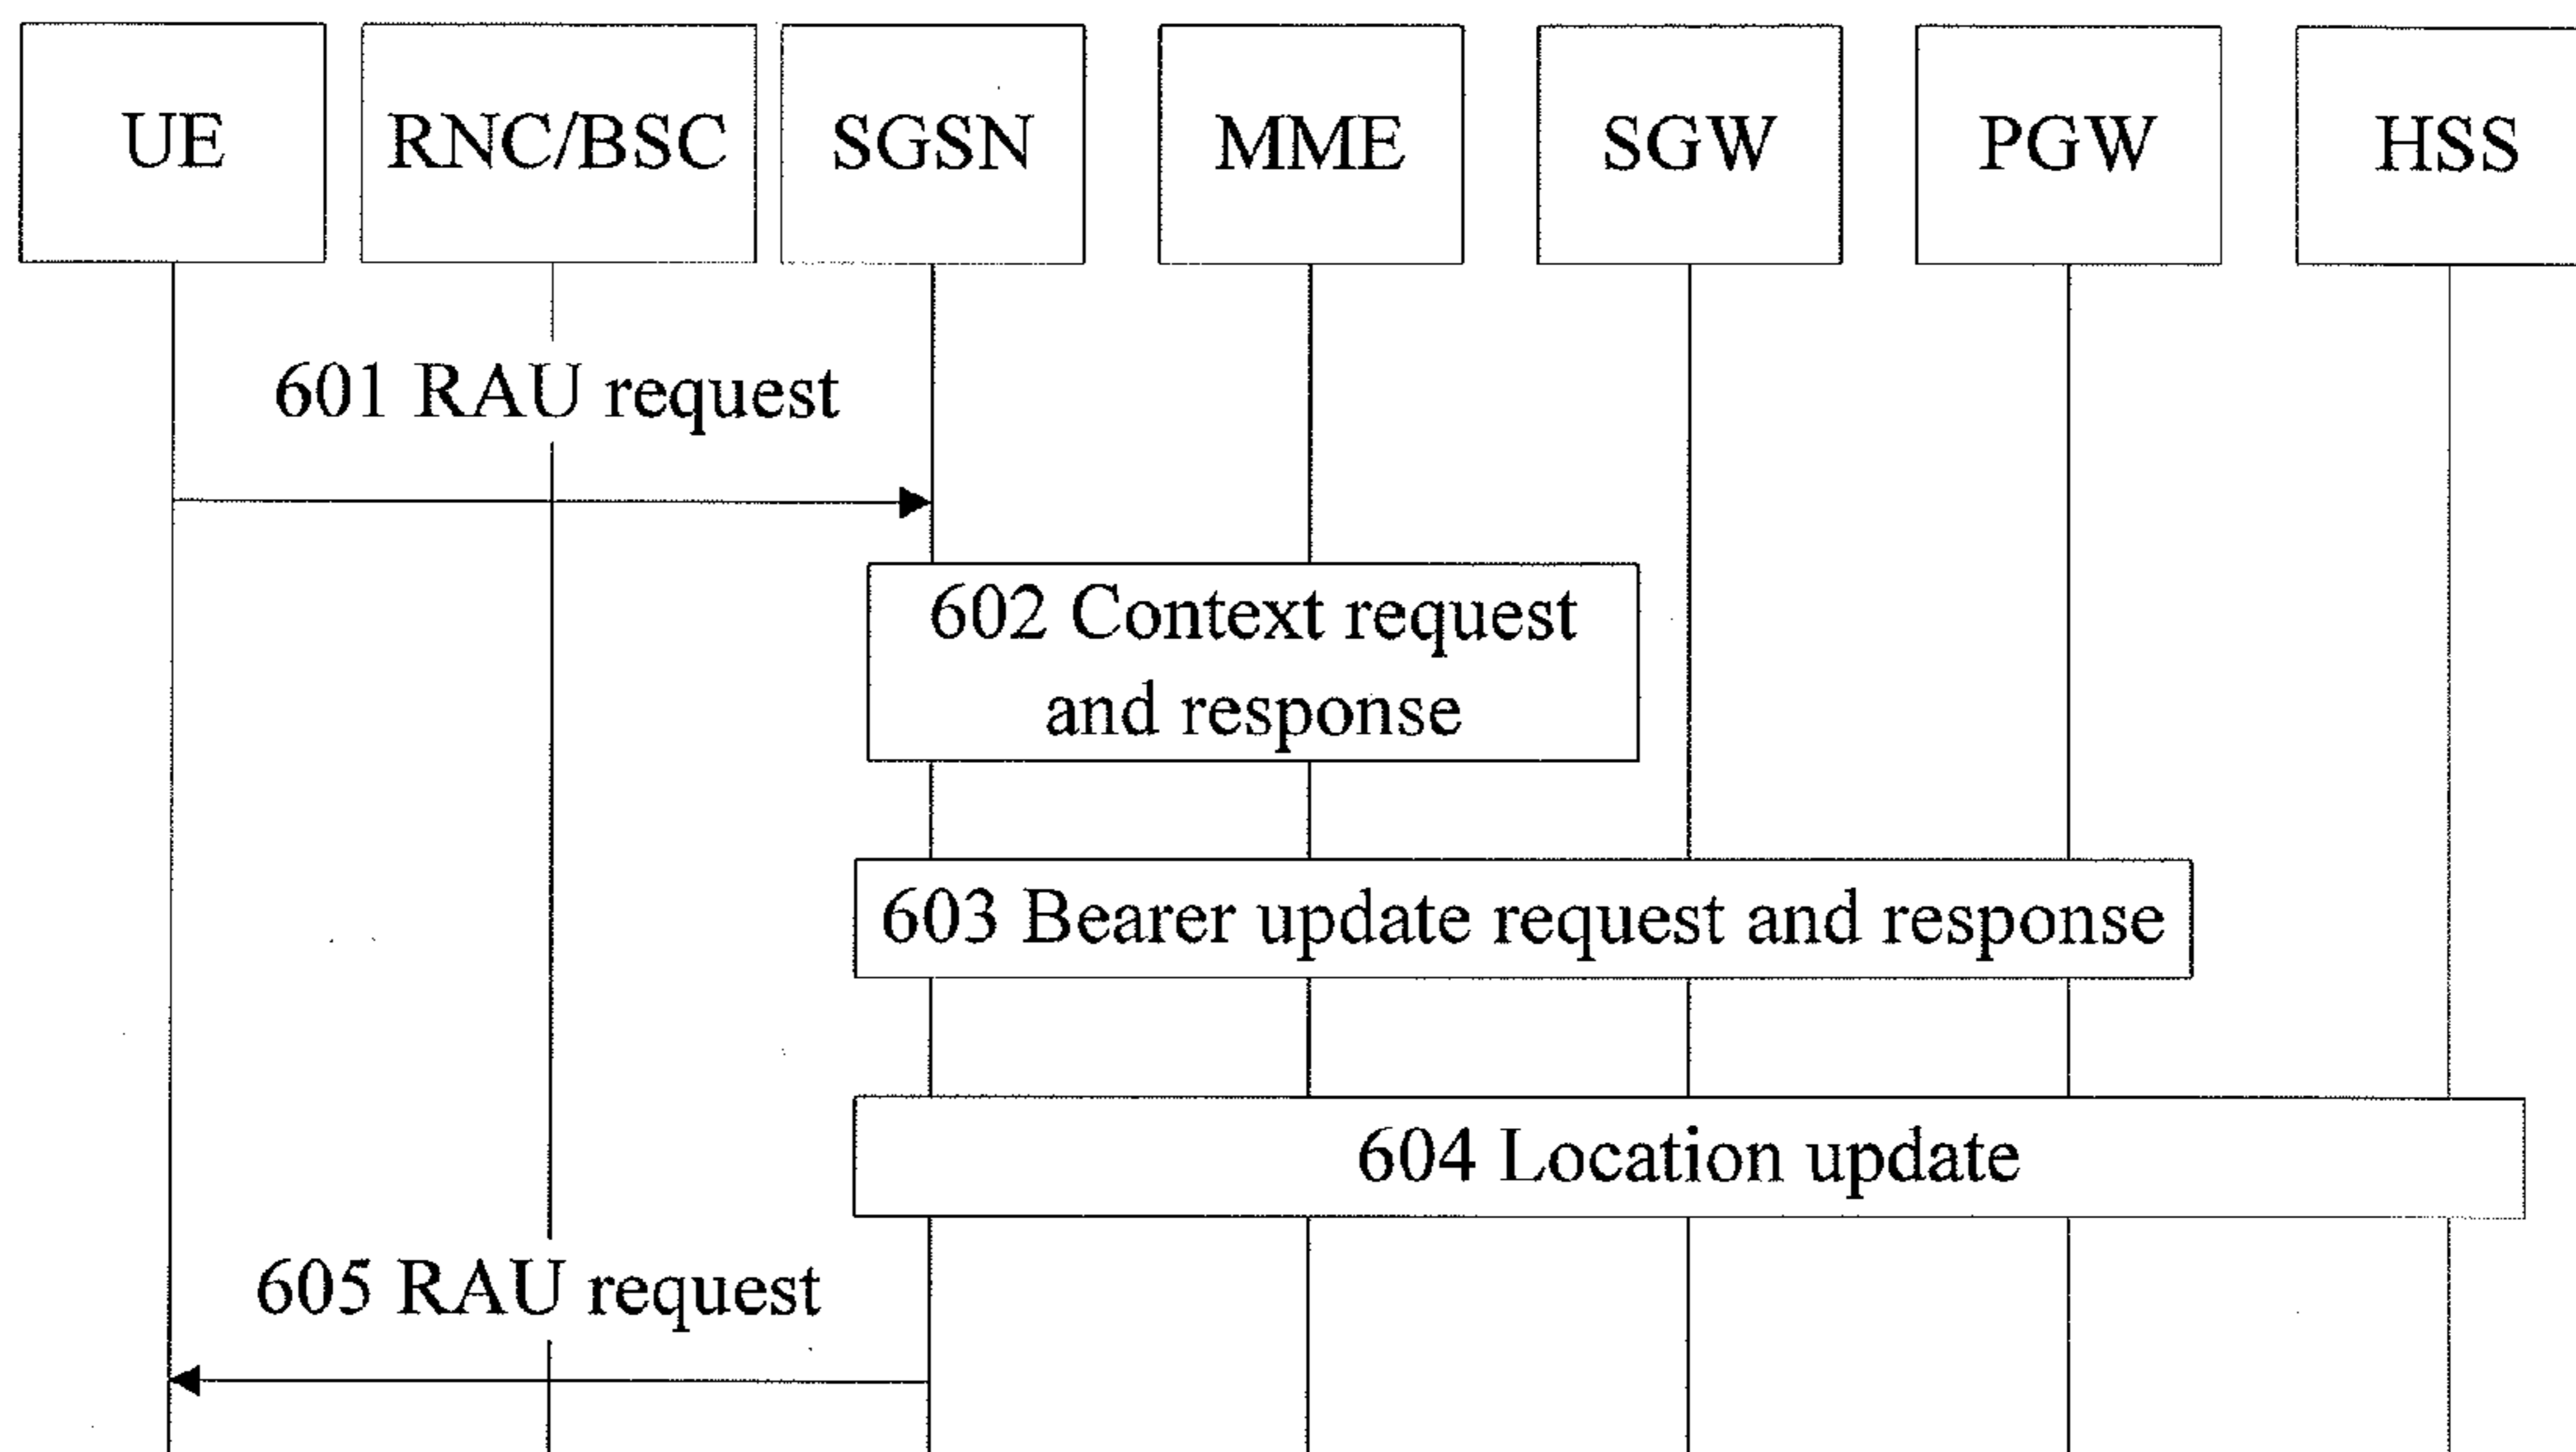 UE
RNC/BSC
SGSN
MME
SGW
PGW
HSS
601 RAU request
602 Context request
and response
603 Bearer update request and response
604 Location update
605 RAU request